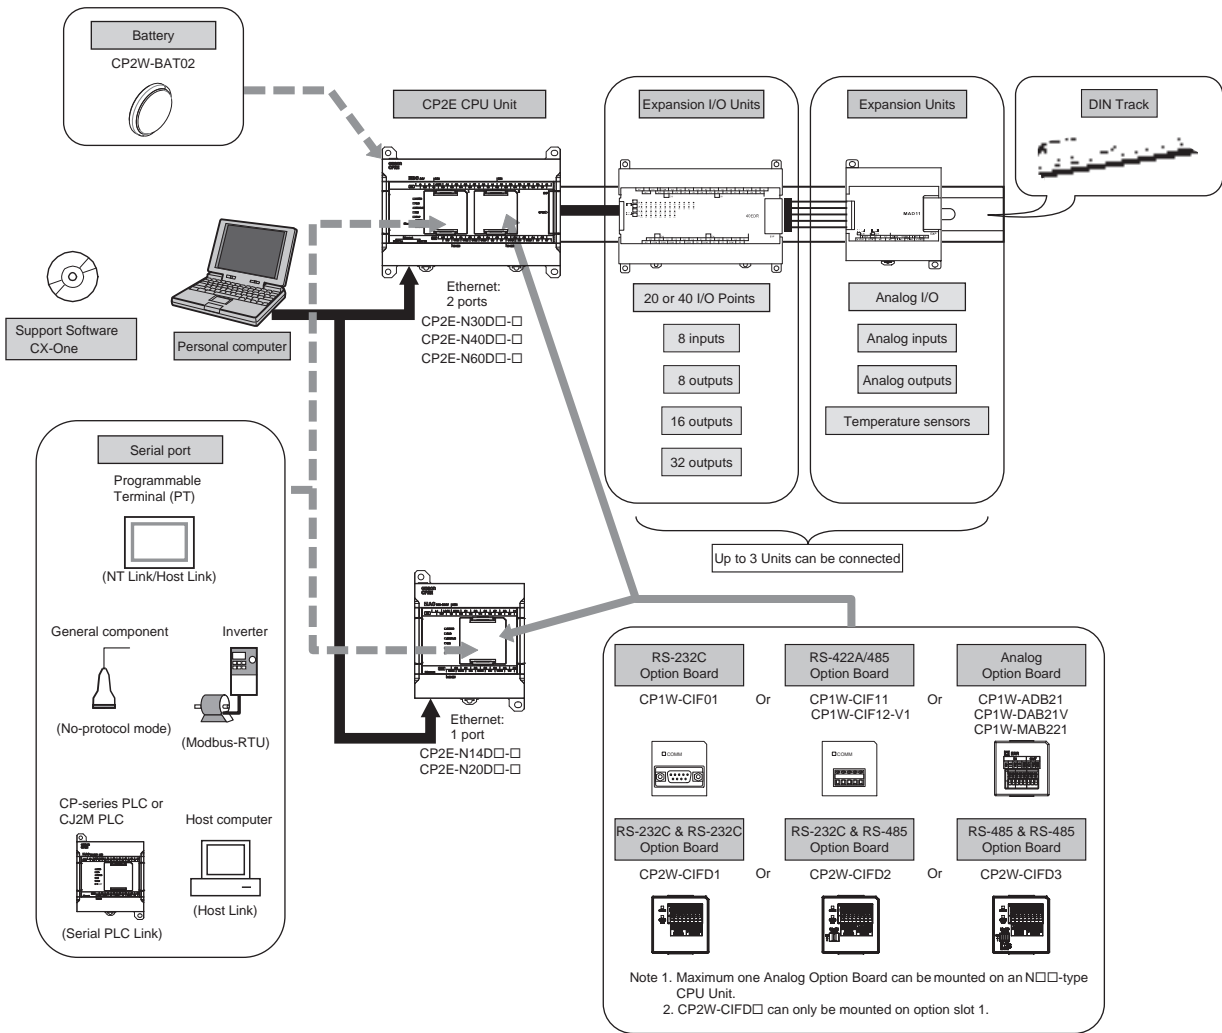 Battery
CP2W-BAT02
CP2E CPU Unit
Expansion I/O Units
Expansion Units
DIN Track
40EDR
MAD11
Support Software
CX-One
Personal computer
Ethernet:
2 ports
CP2E-N30D□-□
CP2E-N40D□-□
CP2E-N60D□-□
20 or 40 I/O Points
8 inputs
8 outputs
16 outputs
32 outputs
Analog I/O
Analog inputs
Analog outputs
Temperature sensors
Up to 3 Units can be connected
Serial port
Programmable
Terminal (PT)
(NT Link/Host Link)
General component
(No-protocol mode)
Inverter
(Modbus-RTU)
CP-series PLC or
CJ2M PLC
(Serial PLC Link)
Host computer
(Host Link)
Ethernet:
1 port
CP2E-N14D□-□
CP2E-N20D□-□
RS-232C
Option Board
CP1W-CIF01
COMM
Or
RS-422A/485
Option Board
CP1W-CIF11
CP1W-CIF12-V1
COMM
Or
Analog
Option Board
CP1W-ADB21
CP1W-DAB21V
CP1W-MAB221
RS-232C & RS-232C
Option Board
CP2W-CIFD1
Or
RS-232C & RS-485
Option Board
CP2W-CIFD2
Or
RS-485 & RS-485
Option Board
CP2W-CIFD3
Note 1. Maximum one Analog Option Board can be mounted on an N□□-type
CPU Unit.
2. CP2W-CIFD□ can only be mounted on option slot 1.